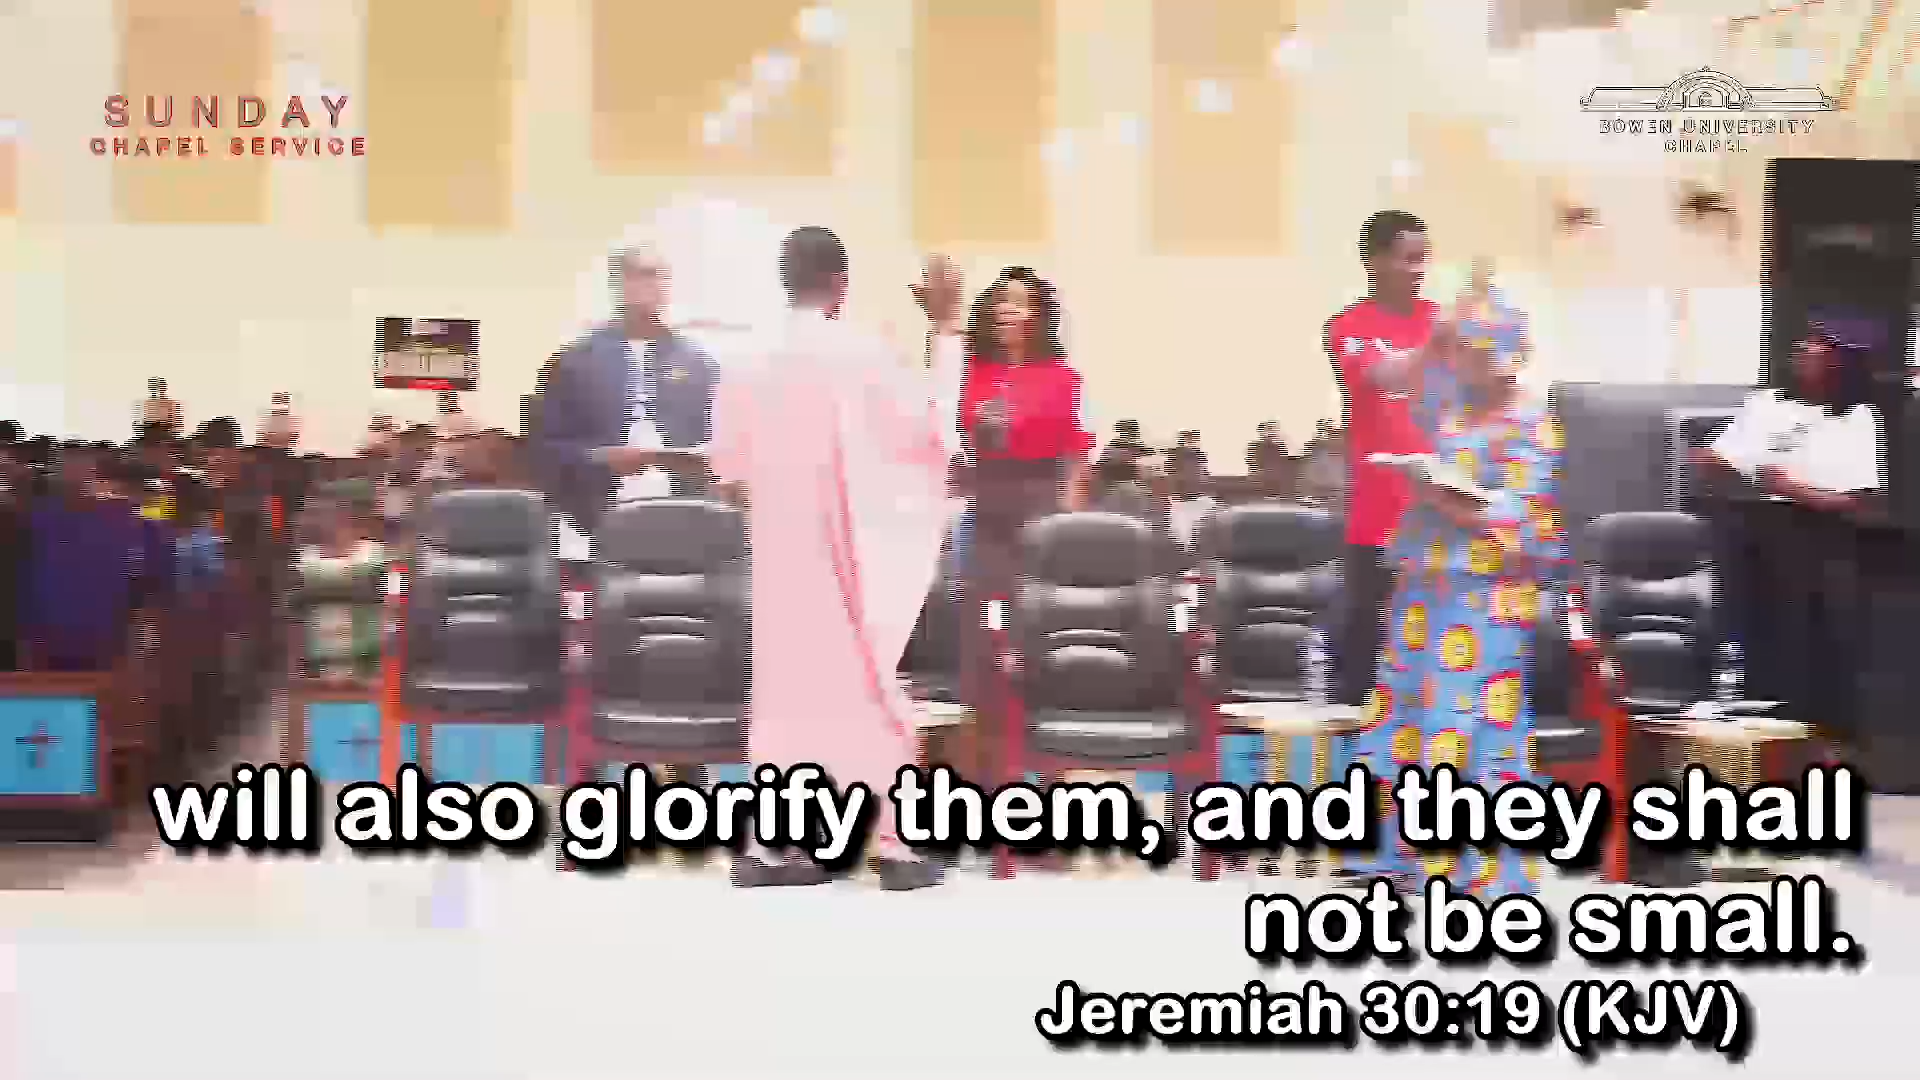 SUNDAY
CHAPEL SERVICE
BOWEN UNIVERSITY
CHAPEL
will also glorify them, and they shall
not be small.
Jeremiah 30:19 (KJV)